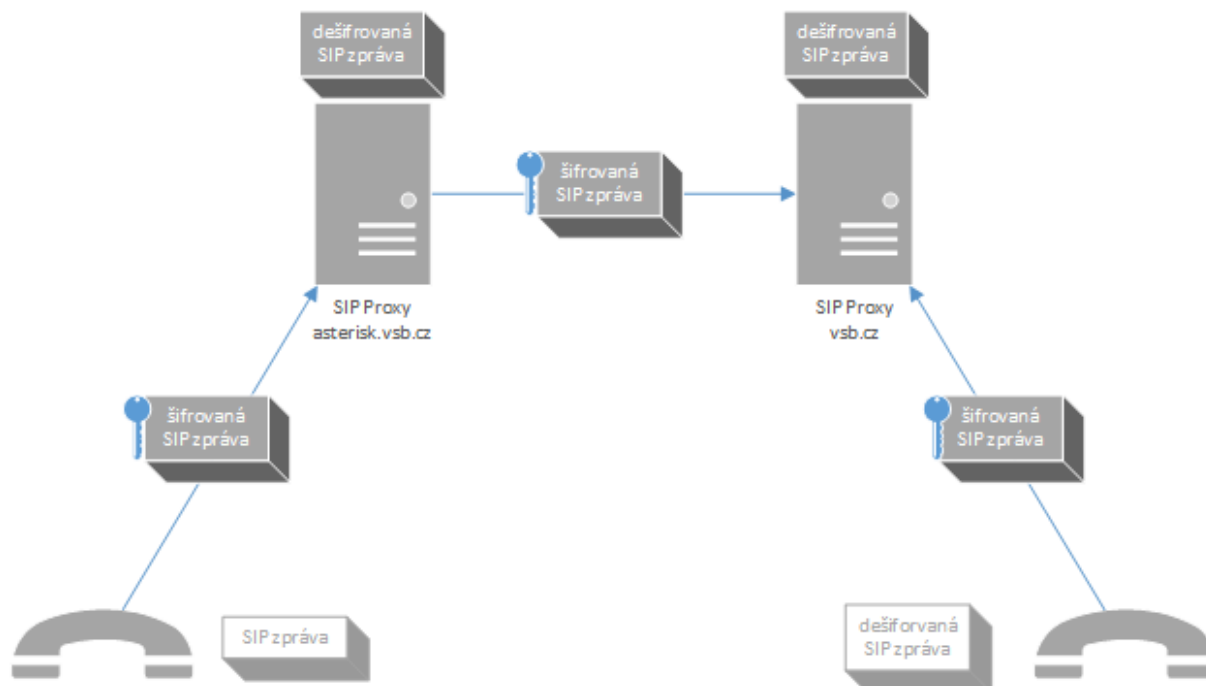 dešifrovaná
SIP zpráva
dešifrovaná
SIP zpráva
šifrovaná
SIP zpráva
SIP Proxy
asterisk.vsb.cz
SIP Proxy
vsb.cz
šifrovaná
SIP zpráva
šifrovaná
SIP zpráva
SIP zpráva
dešiforvaná
SIP zpráva